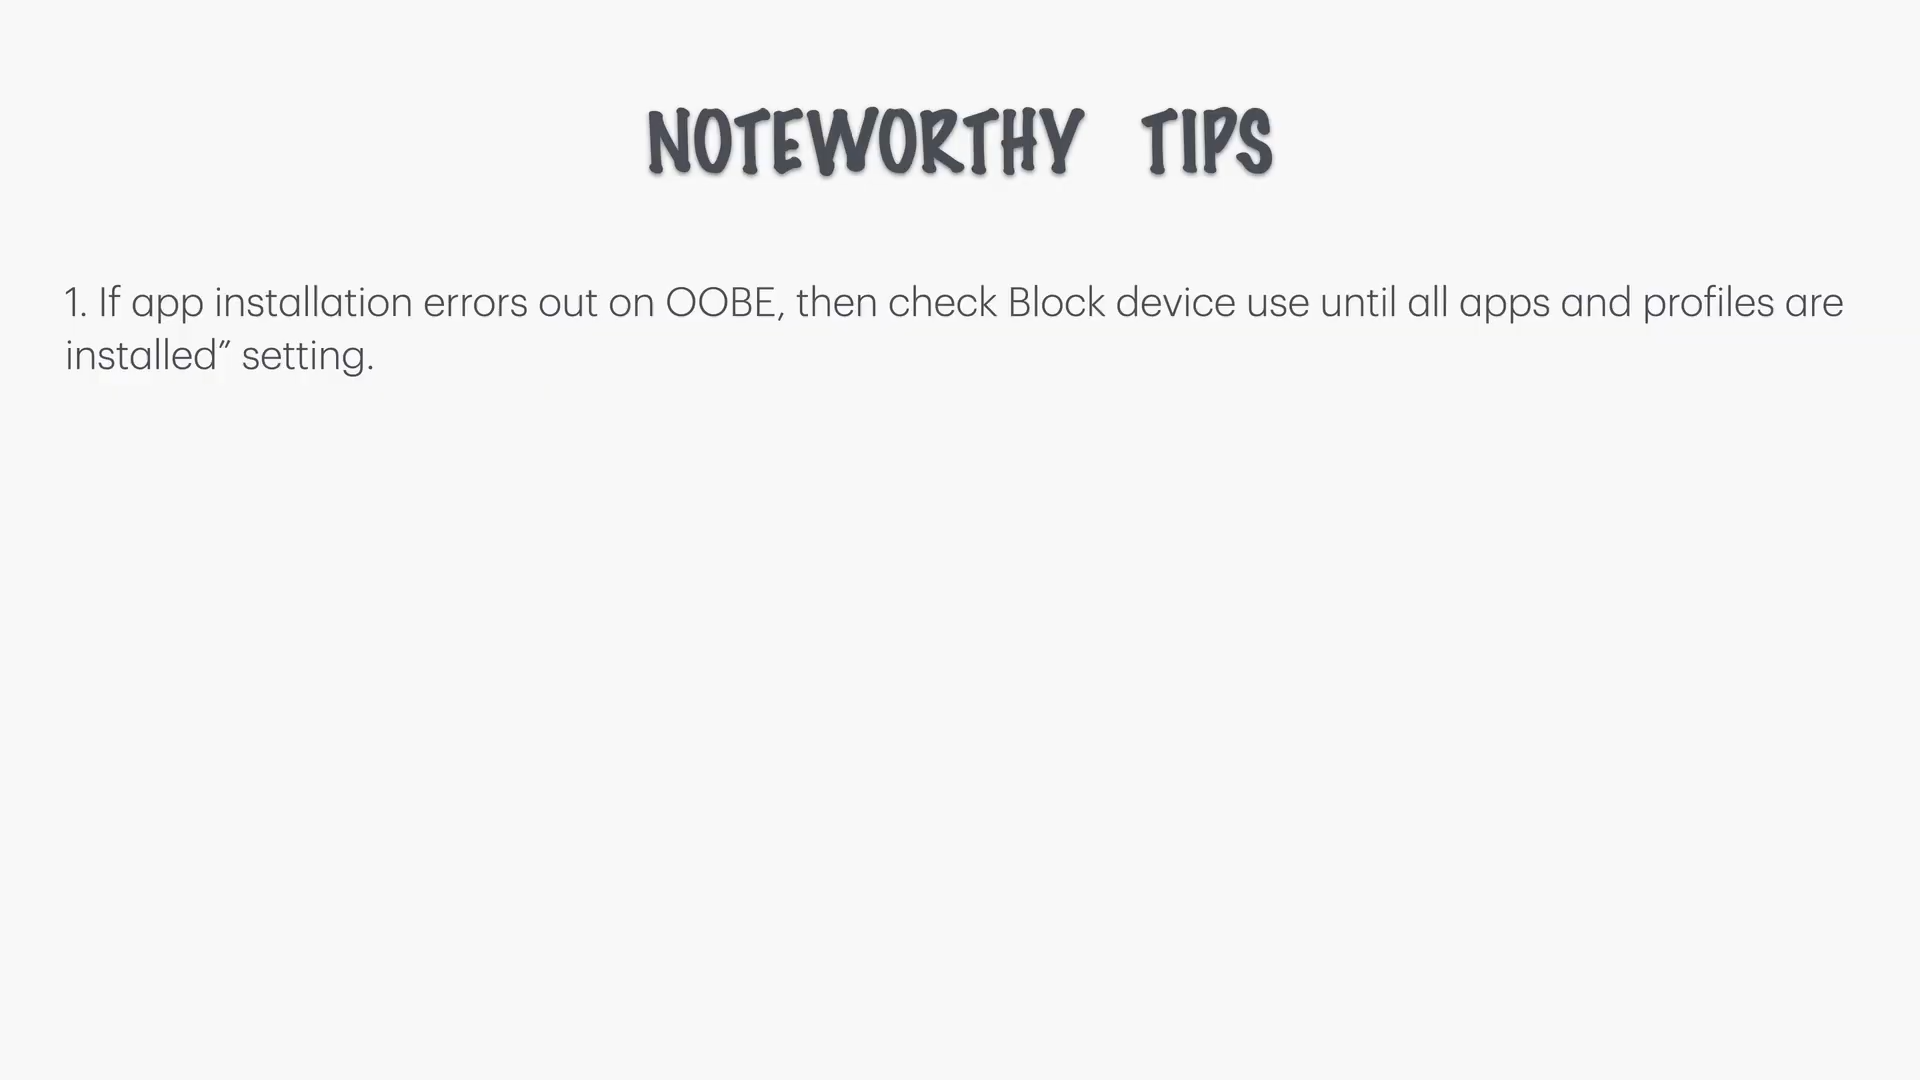 NOTEWORTHY TIPS
1. If app installation errors out on OOBE, then check Block device use until all apps and profiles are
installed” setting.